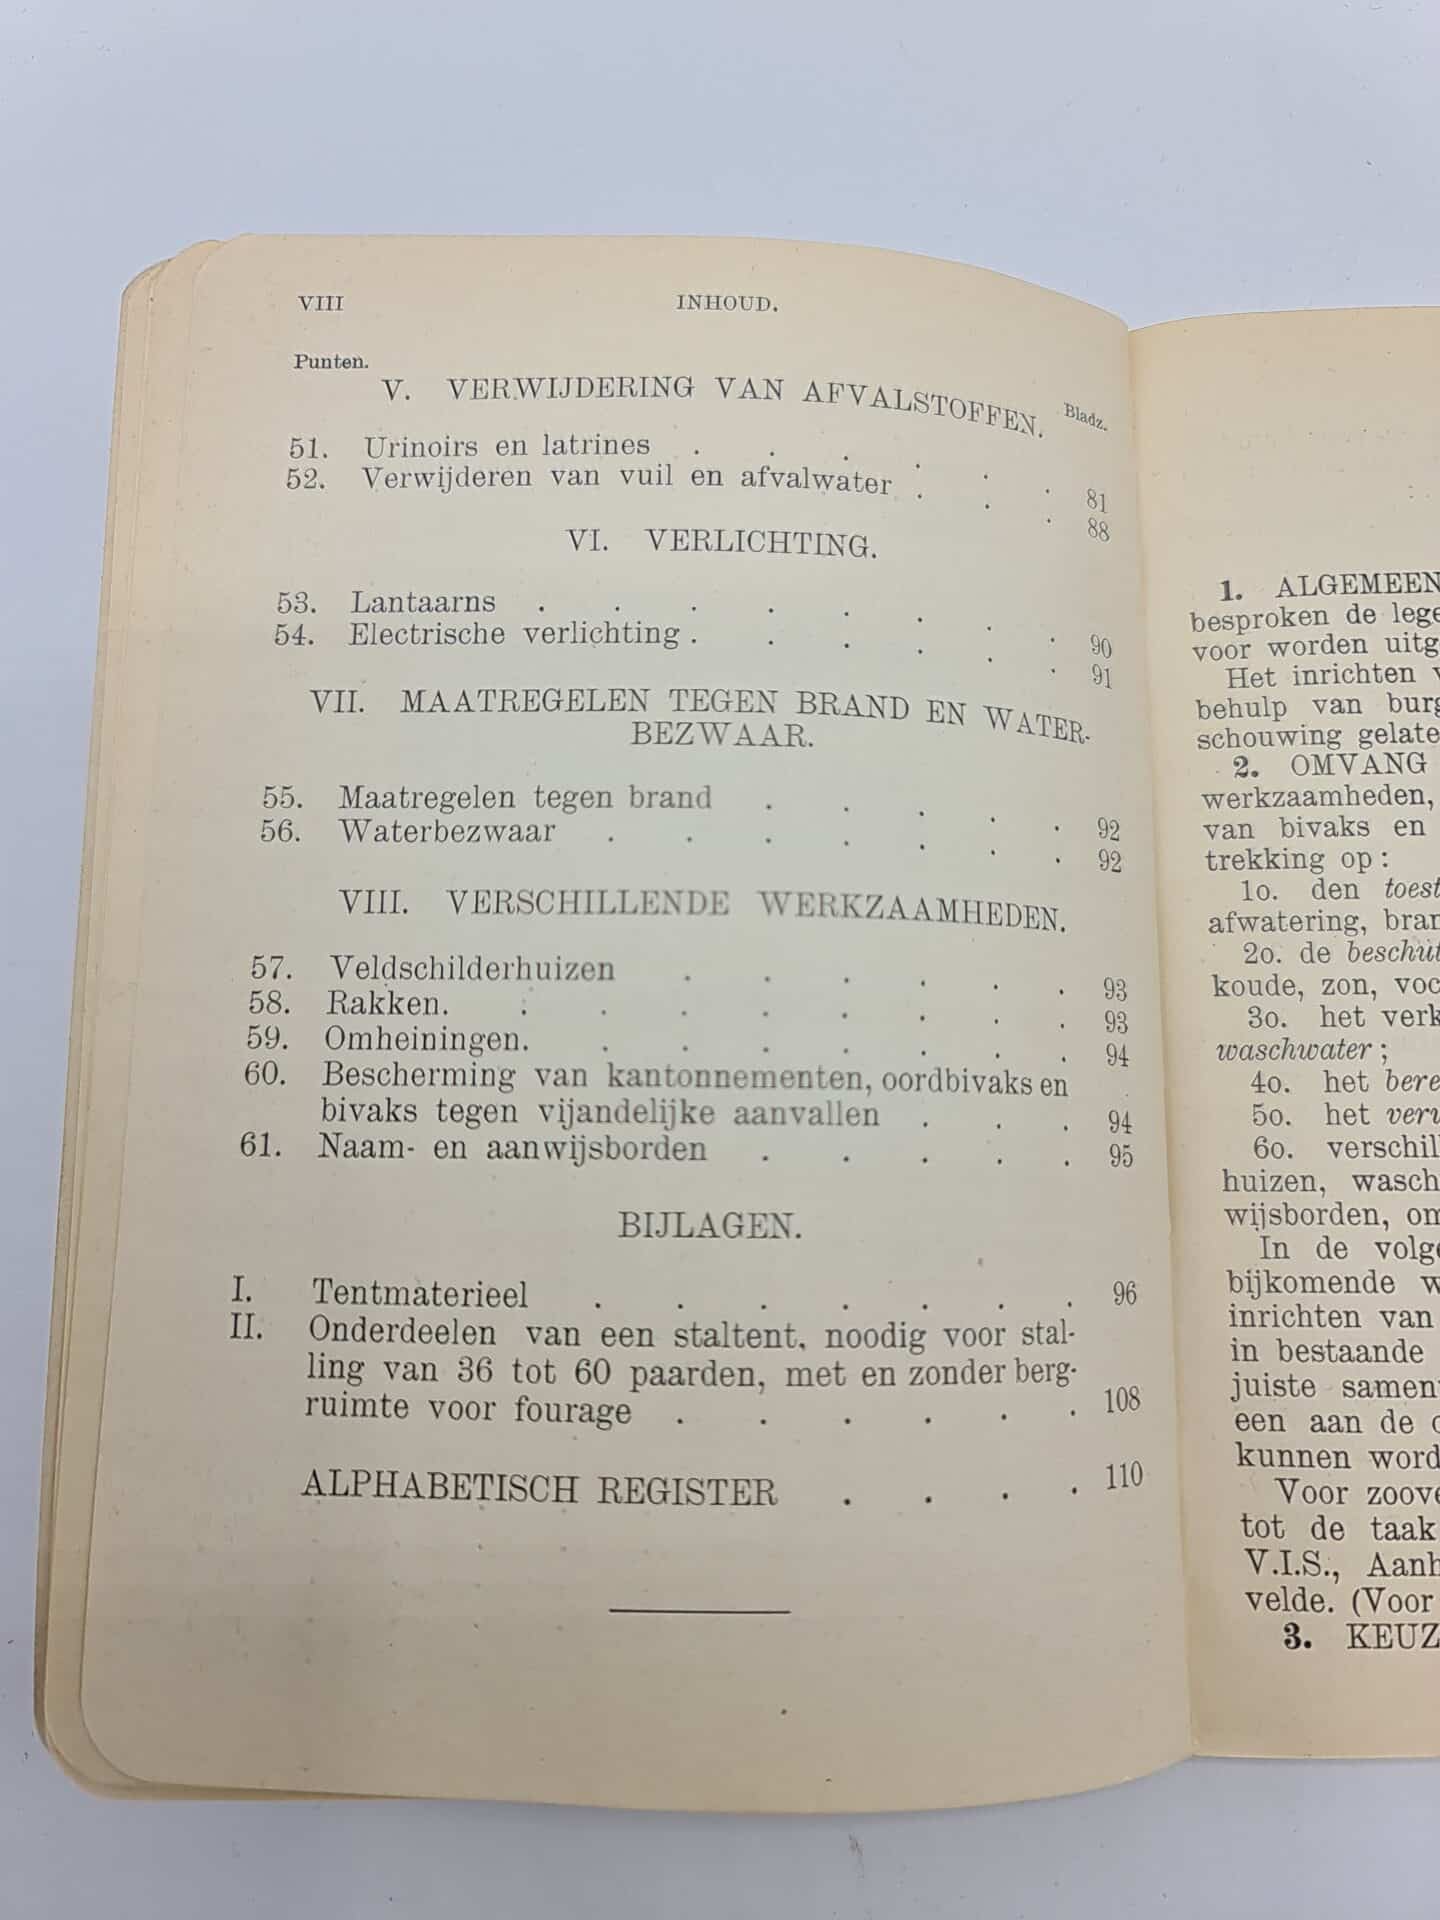 VIII INHOUD.
Punten.
V. VERWIJDERING VAN AFVALSTOFFEN. Bladz.
51. Urinoirs en latrines . . . . . . 81
52. Verwijderen van vuil en afvalwater . . . 88
VI. VERLICHTING.
53. Lantaarns . . . . . . . . 90
54. Electrische verlichting . . . . . . 91
VII. MAATREGELEN TEGEN BRAND EN WATER-
BEZWAAR.
55. Maatregelen tegen brand . . . . . 92
56. Waterbezwaar . . . . . . . 92
VIII. VERSCHILLENDE WERKZAAMHEDEN.
57. Veldschilderhuizen . . . . . . 93
58. Rakken. . . . . . . . . 93
59. Omheiningen. . . . . . . . 94
60. Bescherming van kantonnementen, oordbivaks en
bivaks tegen vijandelijke aanvallen . . . 94
61. Naam- en aanwijsborden . . . . . 95
BIJLAGEN.
I. Tentmaterieel . . . . . . . 96
II. Onderdeelen van een staltent, noodig voor stal-
ling van 36 tot 60 paarden, met en zonder berg-
ruimte voor fourage . . . . . . 108
ALPHABETISCH REGISTER . . . . 110
1. ALGEMEEN
besproken de lege
voor worden uitg
Het inrichten v
behulp van burg
schouwing gelate
2. OMVANG
werkzaamheden,
van bivaks en
trekking op:
1o. den toest
afwatering, bran
2o. de beschut
koude, zon, voc
3o. het verk
waschwater;
4o. het bere
5o. het verw
6o. verschil
huizen, wasch
wijsborden, om
In de volge
bijkomende w
inrichten van
in bestaande
juiste samen
een aan de o
kunnen word
Voor zoove
tot de taak
V.I.S., Aanh
velde. (Voor
3. KEUZ